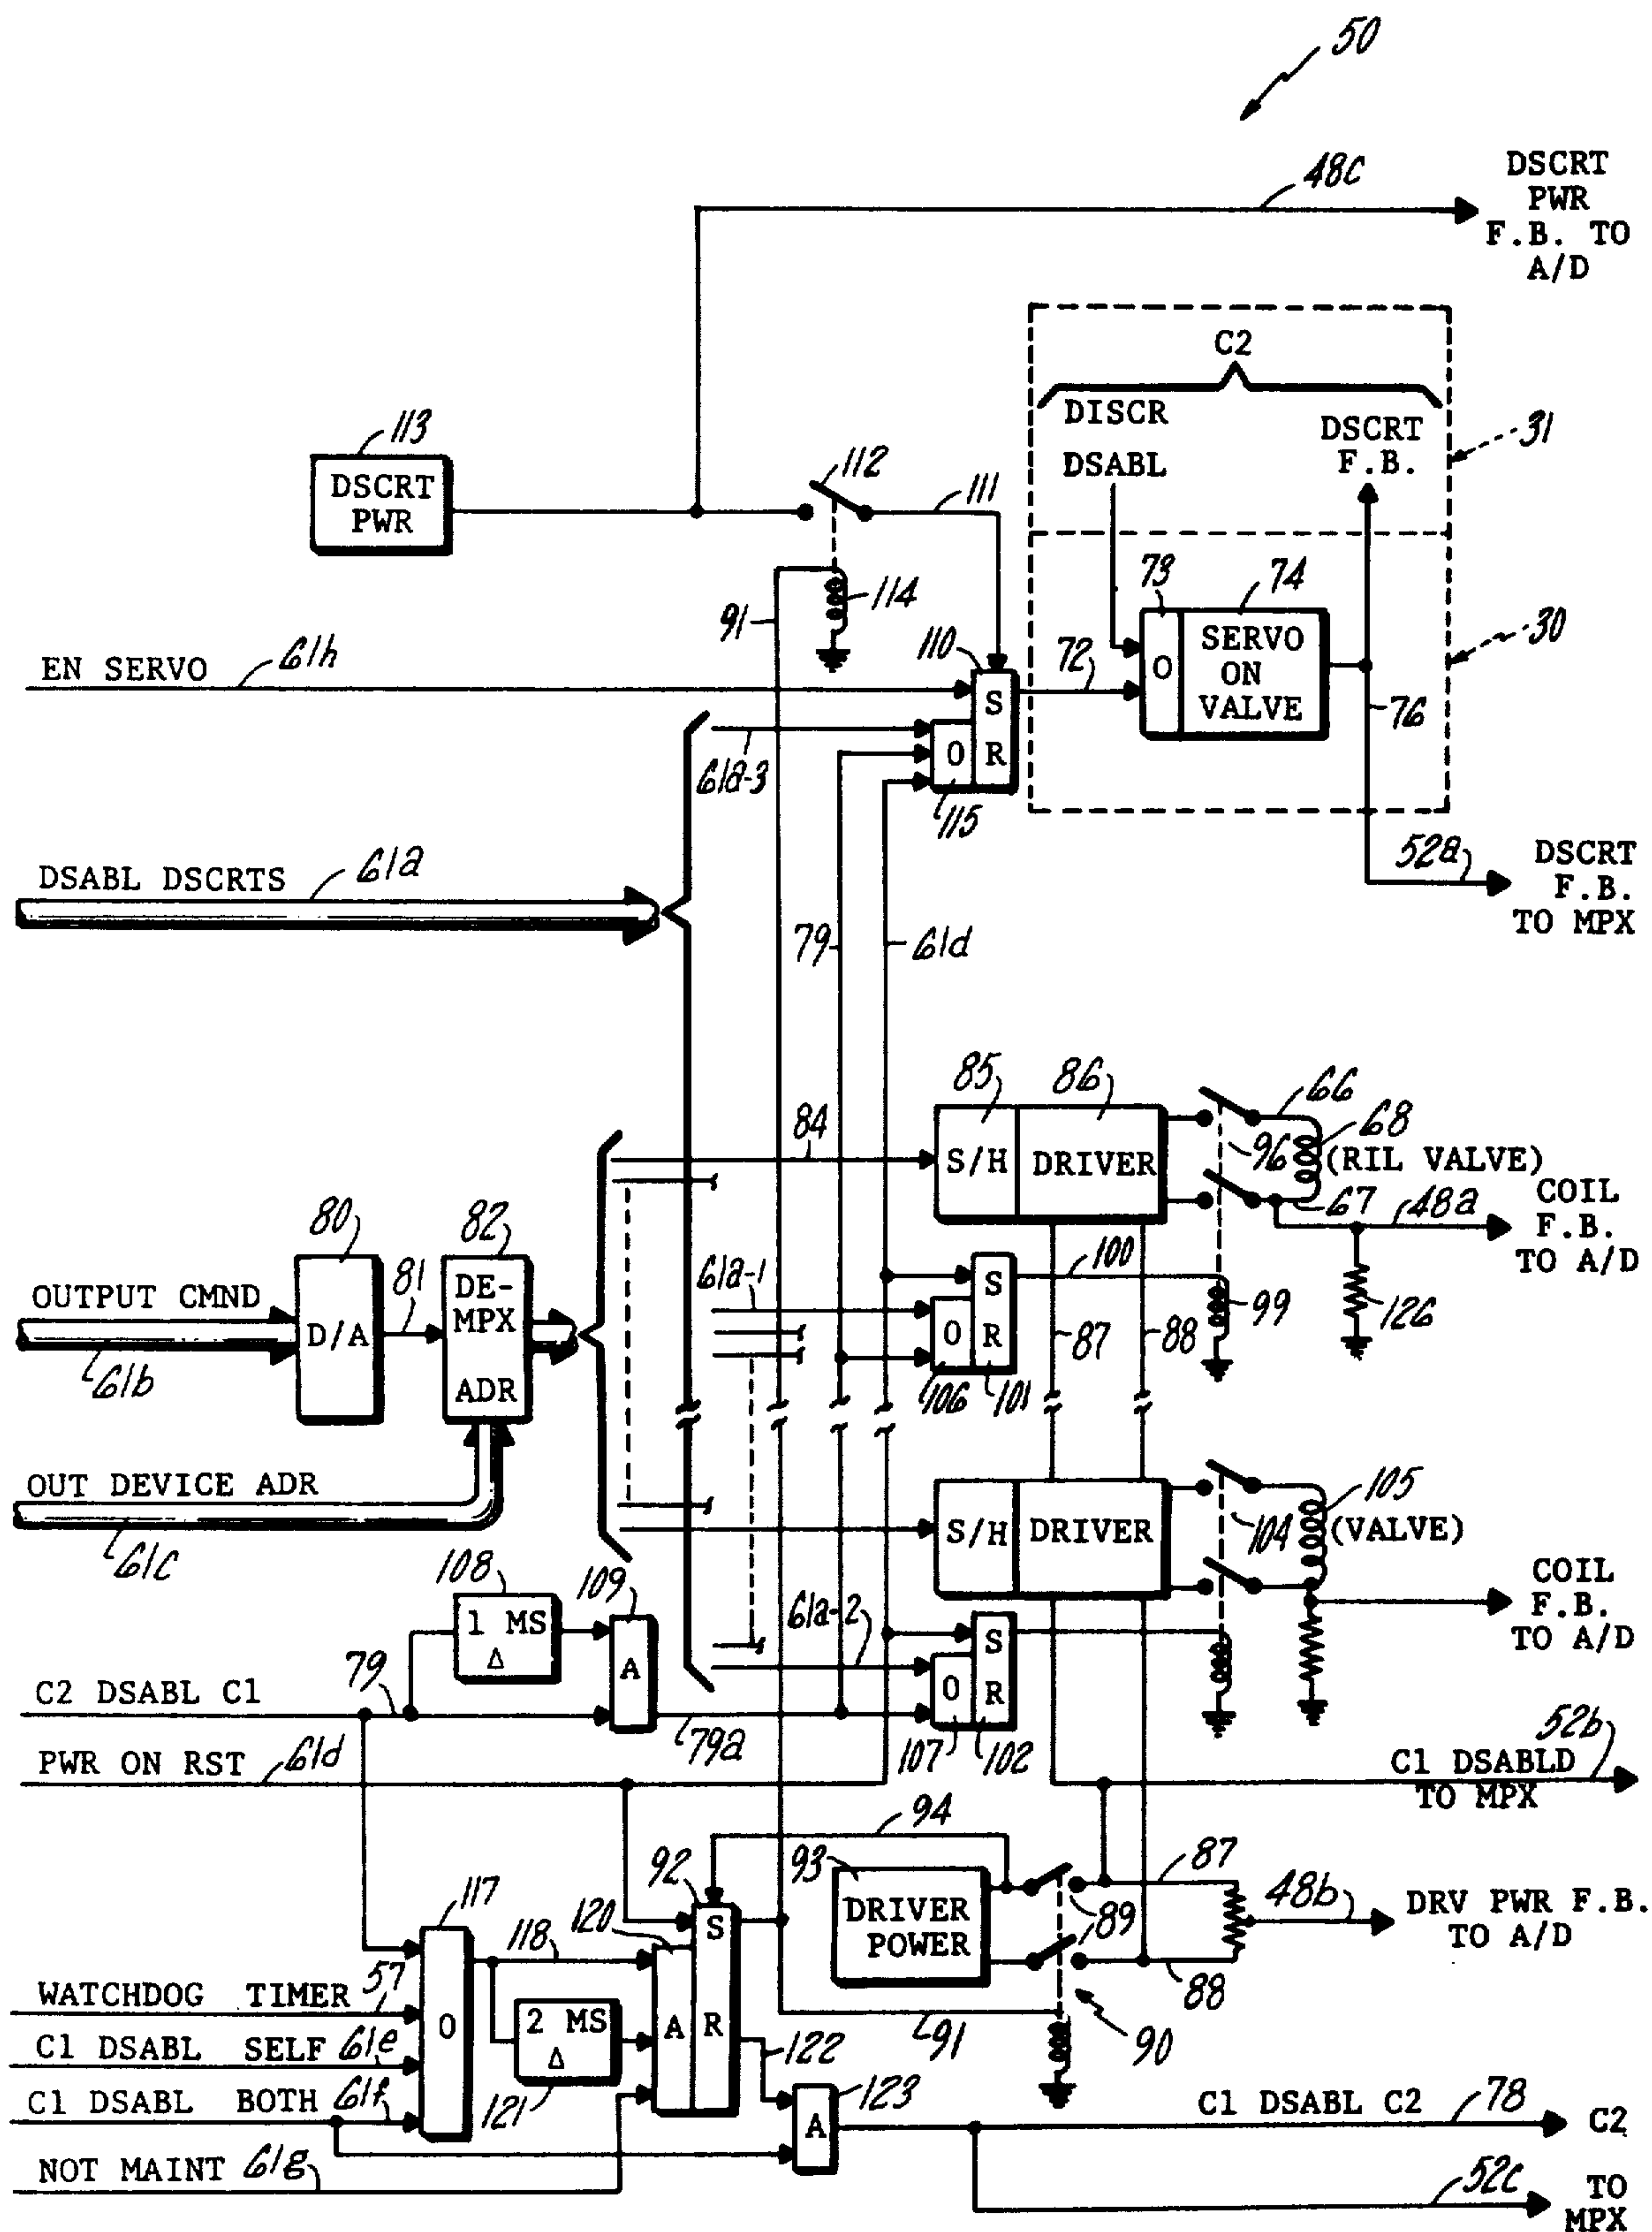 50
48c
DSCRT
PWR
F.B. TO
A/D
C2
DISCR
DSABL
DSCRT
F.B.
31
113
DSCRT
PWR
112
111
114
91
73
74
O
SERVO
ON
VALVE
30
EN SERVO
61h
110
S
72
76
61a-3
O
R
115
DSABL DSCRTS
61a
52a
DSCRT
F.B.
TO MPX
79
61d
85
86
84
S/H
DRIVER
66
96
68
(RIL VALVE)
67
48a
COIL
F.B.
TO A/D
80
82
OUTPUT CMND
D/A
81
DE-
MPX
ADR
61b
61a-1
S
100
99
126
O
R
106
101
87
88
OUT DEVICE ADR
61c
S/H
DRIVER
104
105
(VALVE)
COIL
F.B.
TO A/D
108
109
1 MS
Δ
A
61a-2
S
O
R
C2 DSABL C1
79
79a
107
102
52b
PWR ON RST
61d
C1 DSABLD
TO MPX
94
92
93
DRIVER
POWER
89
87
48b
DRV PWR F.B.
TO A/D
117
118
120
S
88
WATCHDOG TIMER
57
O
2 MS
Δ
A
R
91
90
C1 DSABL SELF
61e
121
122
C1 DSABL BOTH
61f
123
A
C1 DSABL C2
78
C2
NOT MAINT
61g
52c
TO
MPX